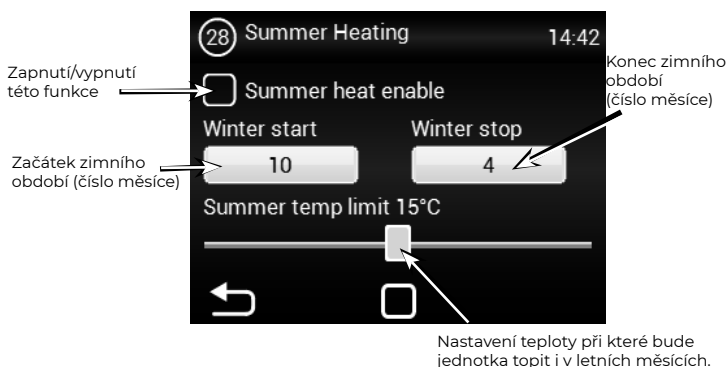 28 Summer Heating 14:42
Zapnutí/vypnutí
této funkce
Summer heat enable
Konec zimního
období
(číslo měsíce)
Winter start Winter stop
Začátek zimního
období (číslo měsíce)
10 4
Summer temp limit 15°C
Nastavení teploty při které bude
jednotka topit i v letních měsících.